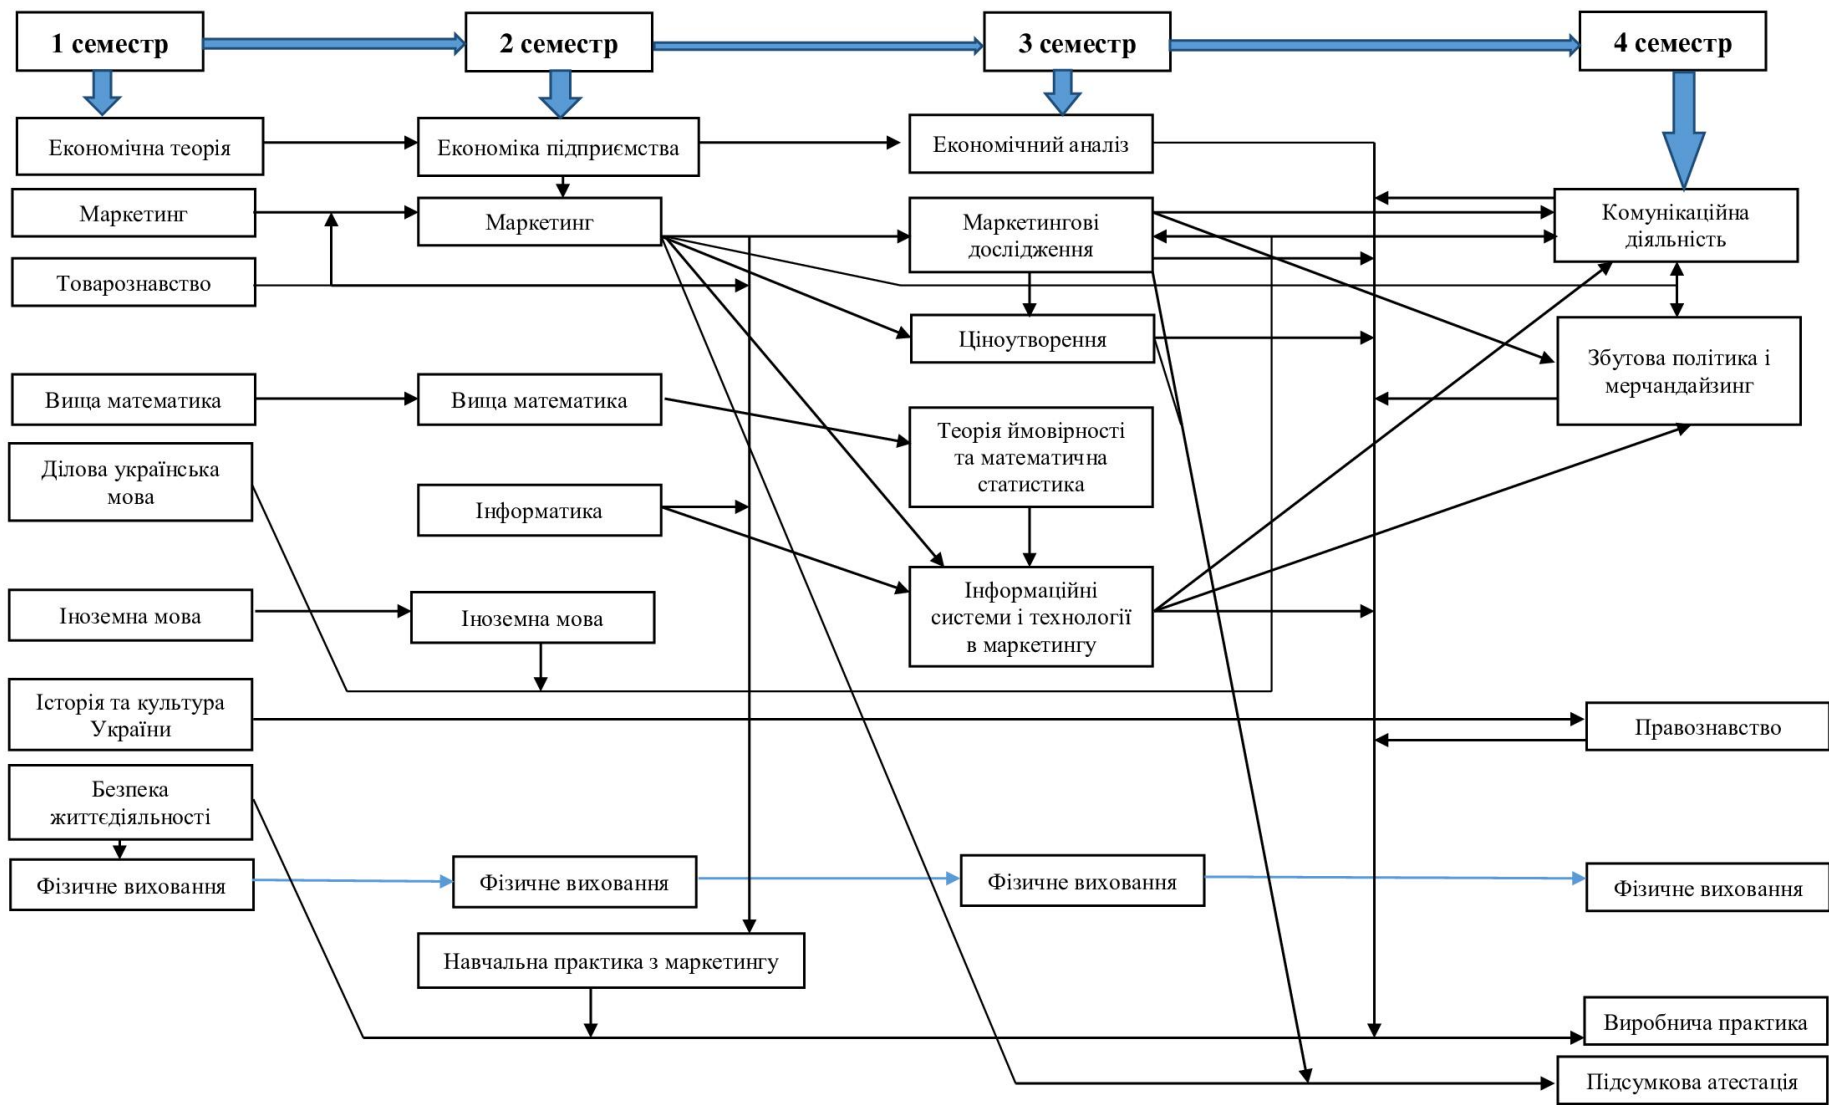 1 семестр
2 семестр
3 семестр
4 семестр
Економічна теорія
Економіка підприємства
Економічний аналіз
Маркетинг
Маркетинг
Маркетингові
дослідження
Комунікаційна
діяльність
Товарознавство
Ціноутворення
Збутова політика і
мерчандайзинг
Вища математика
Вища математика
Теорія ймовірності
та математична
статистика
Ділова українська
мова
Інформатика
Іноземна мова
Іноземна мова
Інформаційні
системи і технології
в маркетингу
Історія та культура
України
Правознавство
Безпека
життєдіяльності
Фізичне виховання
Фізичне виховання
Фізичне виховання
Фізичне виховання
Навчальна практика з маркетингу
Виробнича практика
Підсумкова атестація